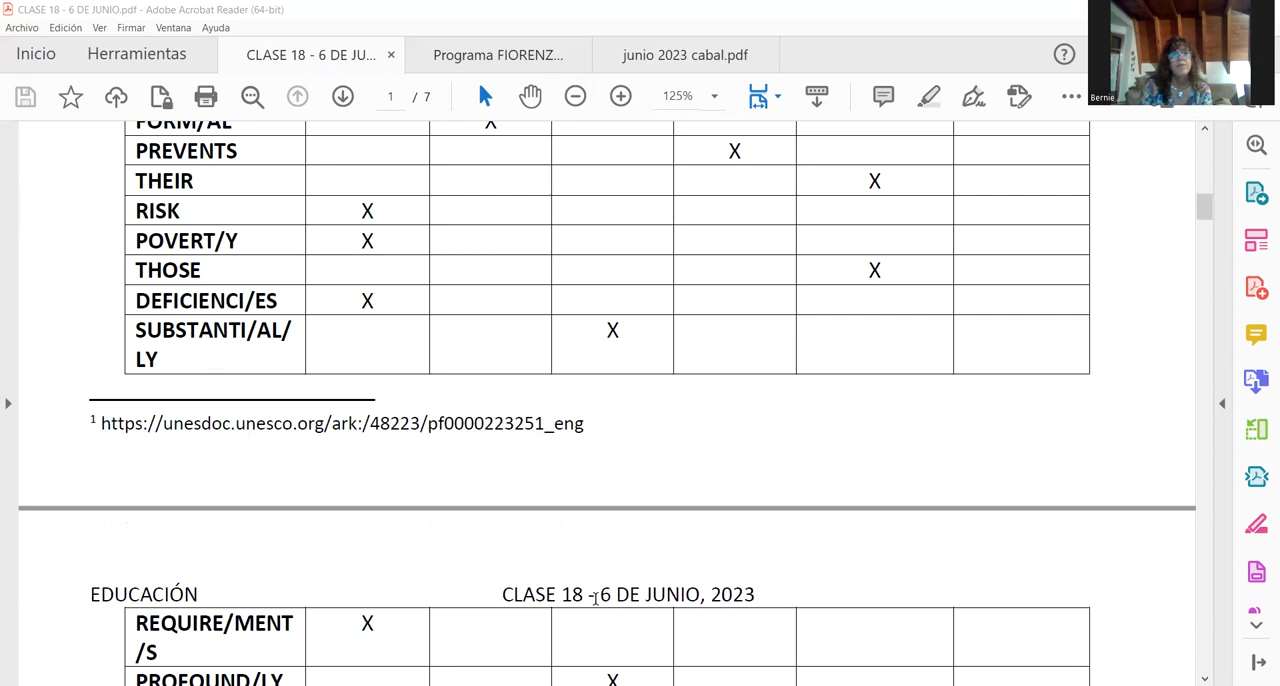 CLASE 18 - 6 DE JUNIO.pdf - Adobe Acrobat Reader (64-bit)
Archivo Edición Ver Firmar Ventana Ayuda
Inicio Herramientas CLASE 18 - 6 DE JU... × Programa FIORENZ... junio 2023 cabal.pdf
1 / 7 125%
Bernie
FORM/AL X
PREVENTS X
THEIR X
RISK X
POVERT/Y X
THOSE X
DEFICIENCI/ES X
SUBSTANTI/AL/ X
LY
1 https://unesdoc.unesco.org/ark:/48223/pf0000223251_eng
EDUCACIÓN CLASE 18 - 6 DE JUNIO, 2023
REQUIRE/MENT X
/S
PROFOUND/LY X